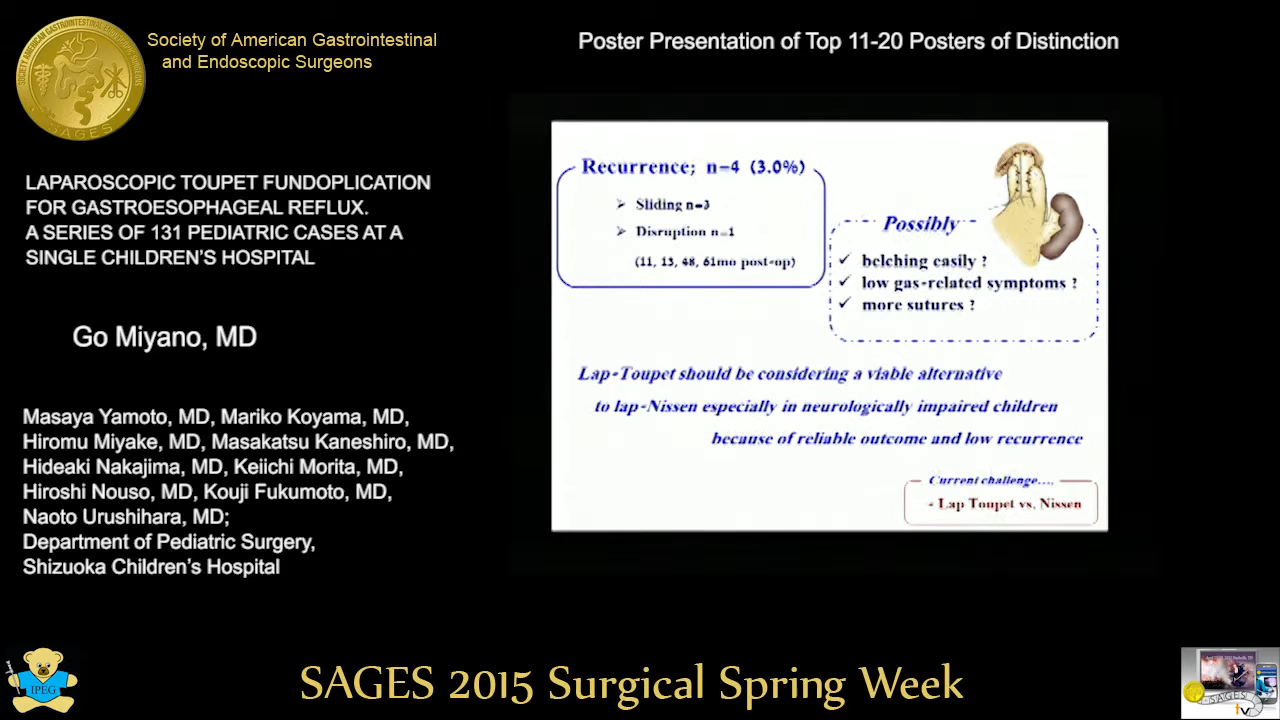 Society of American Gastrointestinal
and Endoscopic Surgeons
Poster Presentation of Top 11-20 Posters of Distinction
LAPAROSCOPIC TOUPET FUNDOPLICATION
FOR GASTROESOPHAGEAL REFLUX.
A SERIES OF 131 PEDIATRIC CASES AT A
SINGLE CHILDREN'S HOSPITAL
Go Miyano, MD
Masaya Yamoto, MD, Mariko Koyama, MD,
Hiromu Miyake, MD, Masakatsu Kaneshiro, MD,
Hideaki Nakajima, MD, Keiichi Morita, MD,
Hiroshi Nouso, MD, Kouji Fukumoto, MD,
Naoto Urushihara, MD;
Department of Pediatric Surgery,
Shizuoka Children's Hospital
Recurrence; n=4 (3.0%)
➢ Sliding n=3
➢ Disruption n=1
(11, 13, 48, 61mo post-op)
Possibly
✓ belching easily ?
✓ low gas-related symptoms ?
✓ more sutures ?
Lap-Toupet should be considering a viable alternative
to lap-Nissen especially in neurologically impaired children
because of reliable outcome and low recurrence
Current challenge....
- Lap Toupet vs. Nissen
SAGES
IPEG
SAGES 2015 Surgical Spring Week
SAGES
tv